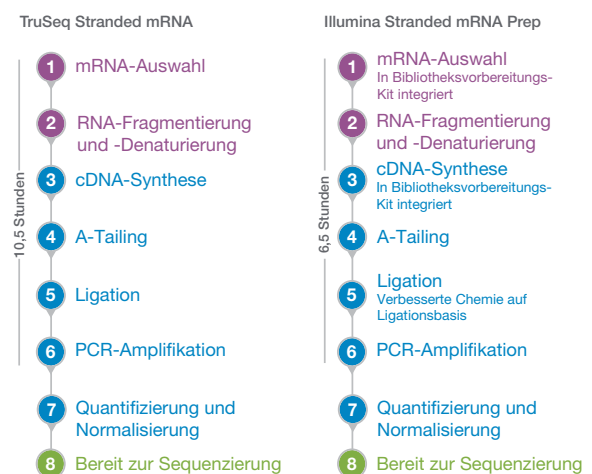 TruSeq Stranded mRNA
10,5 Stunden
1
mRNA-Auswahl
2
RNA-Fragmentierung
und -Denaturierung
3
cDNA-Synthese
4
A-Tailing
5
Ligation
6
PCR-Amplifikation
7
Quantifizierung und
Normalisierung
8
Bereit zur Sequenzierung
Illumina Stranded mRNA Prep
6,5 Stunden
1
mRNA-Auswahl
In Bibliotheksvorbereitungs-
Kit integriert
2
RNA-Fragmentierung
und -Denaturierung
3
cDNA-Synthese
In Bibliotheksvorbereitungs-
Kit integriert
4
A-Tailing
5
Ligation
Verbesserte Chemie auf
Ligationsbasis
6
PCR-Amplifikation
7
Quantifizierung und
Normalisierung
8
Bereit zur Sequenzierung